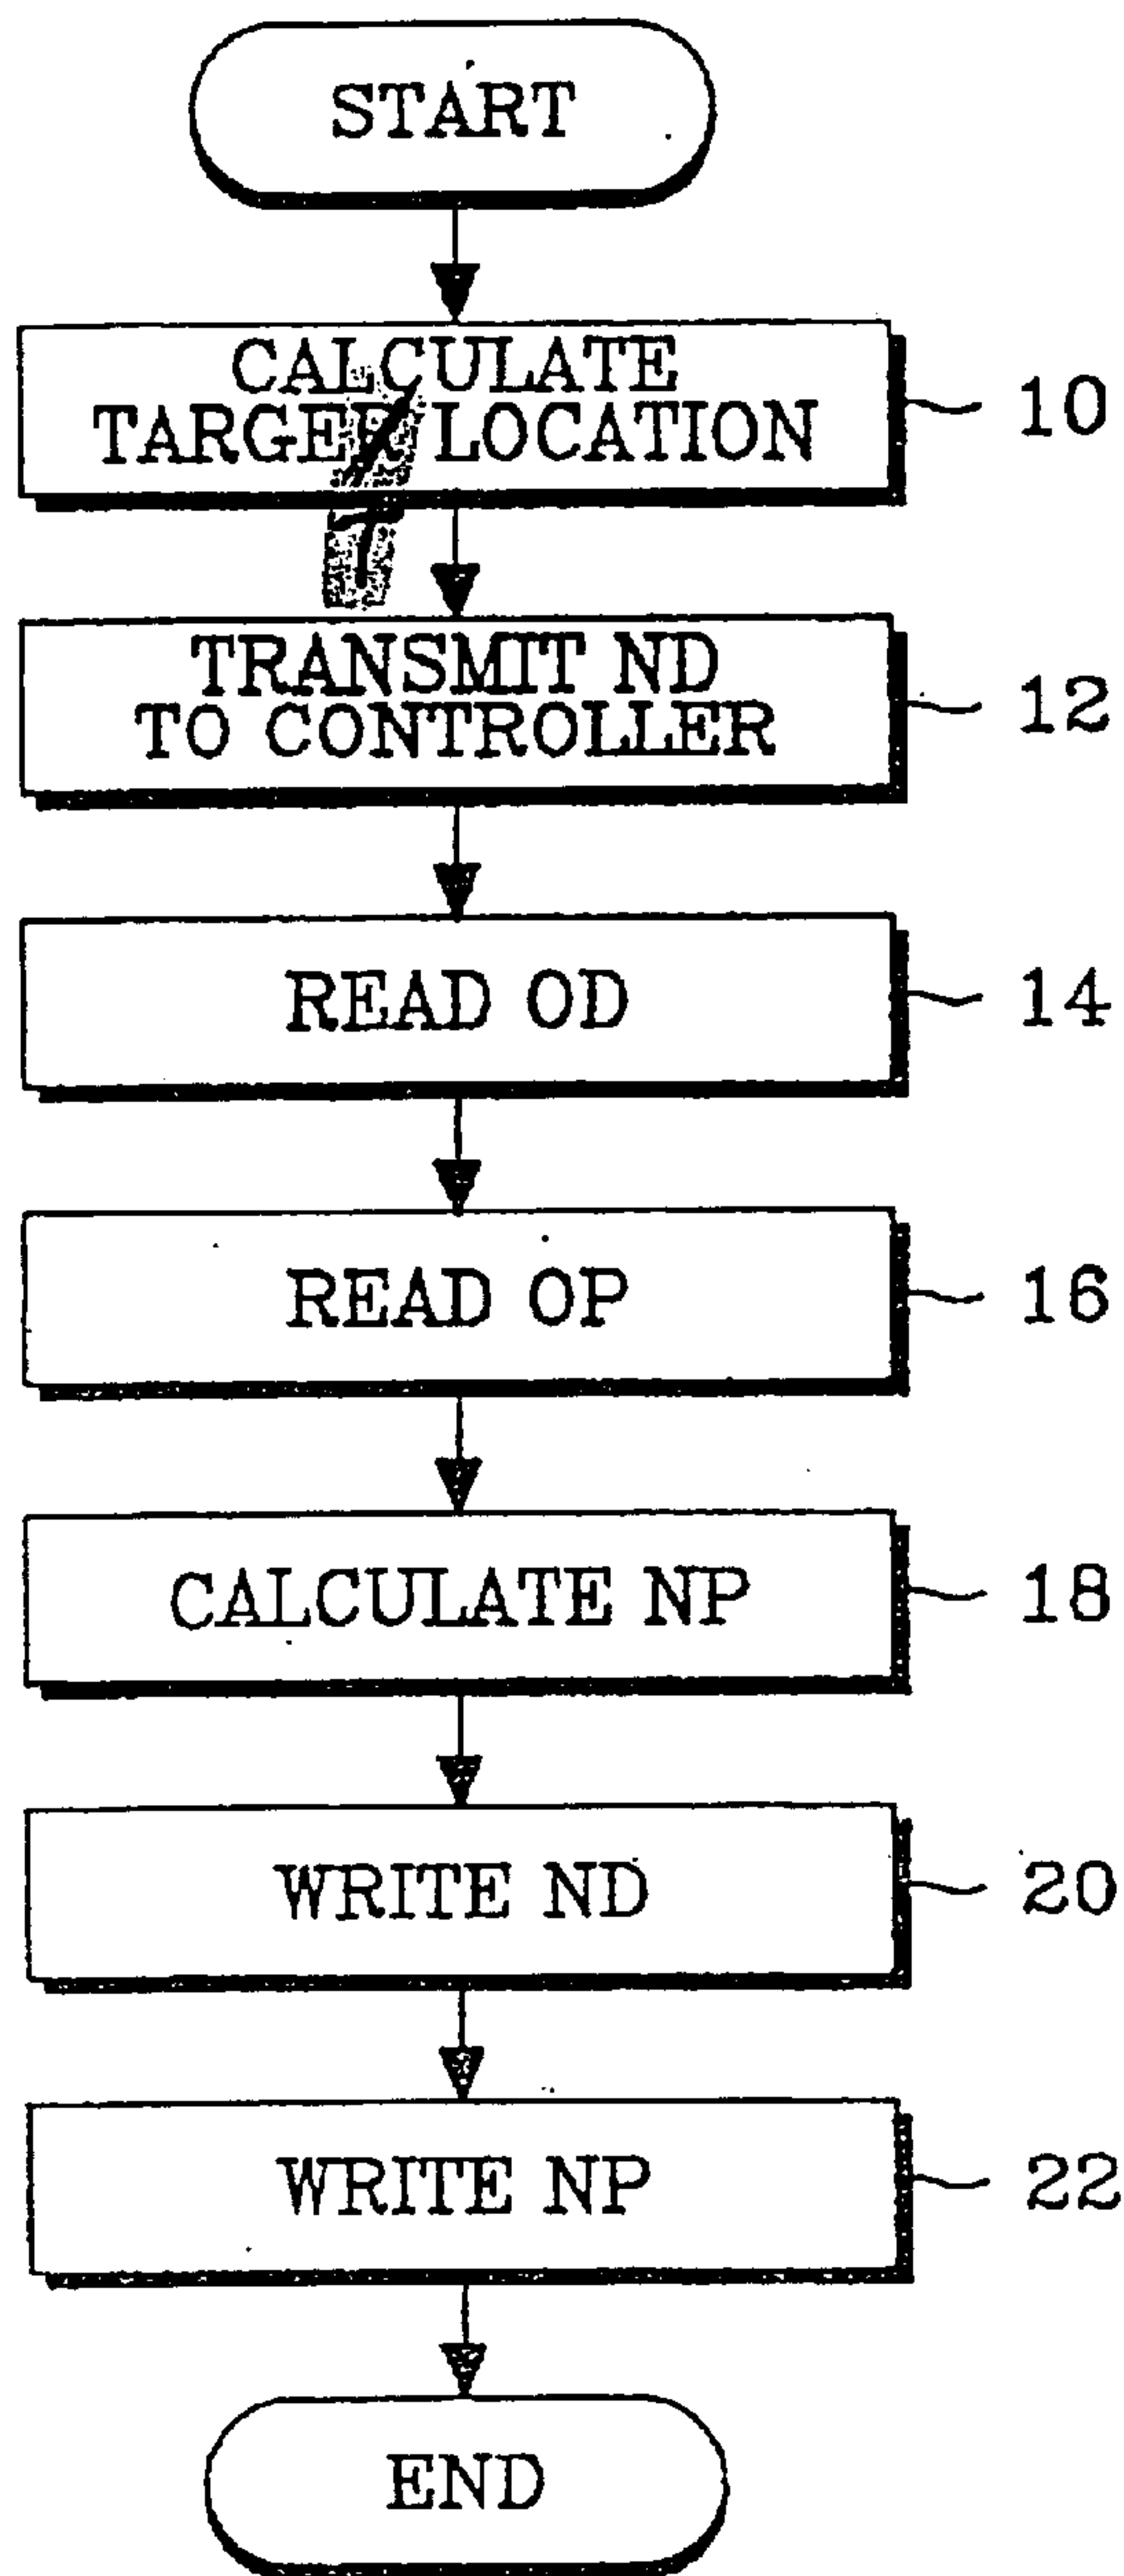 START
CALCULATE
TARGER LOCATION
10
T
TRANSMIT ND
TO CONTROLLER
12
READ OD
14
READ OP
16
CALCULATE NP
18
WRITE ND
20
WRITE NP
22
END